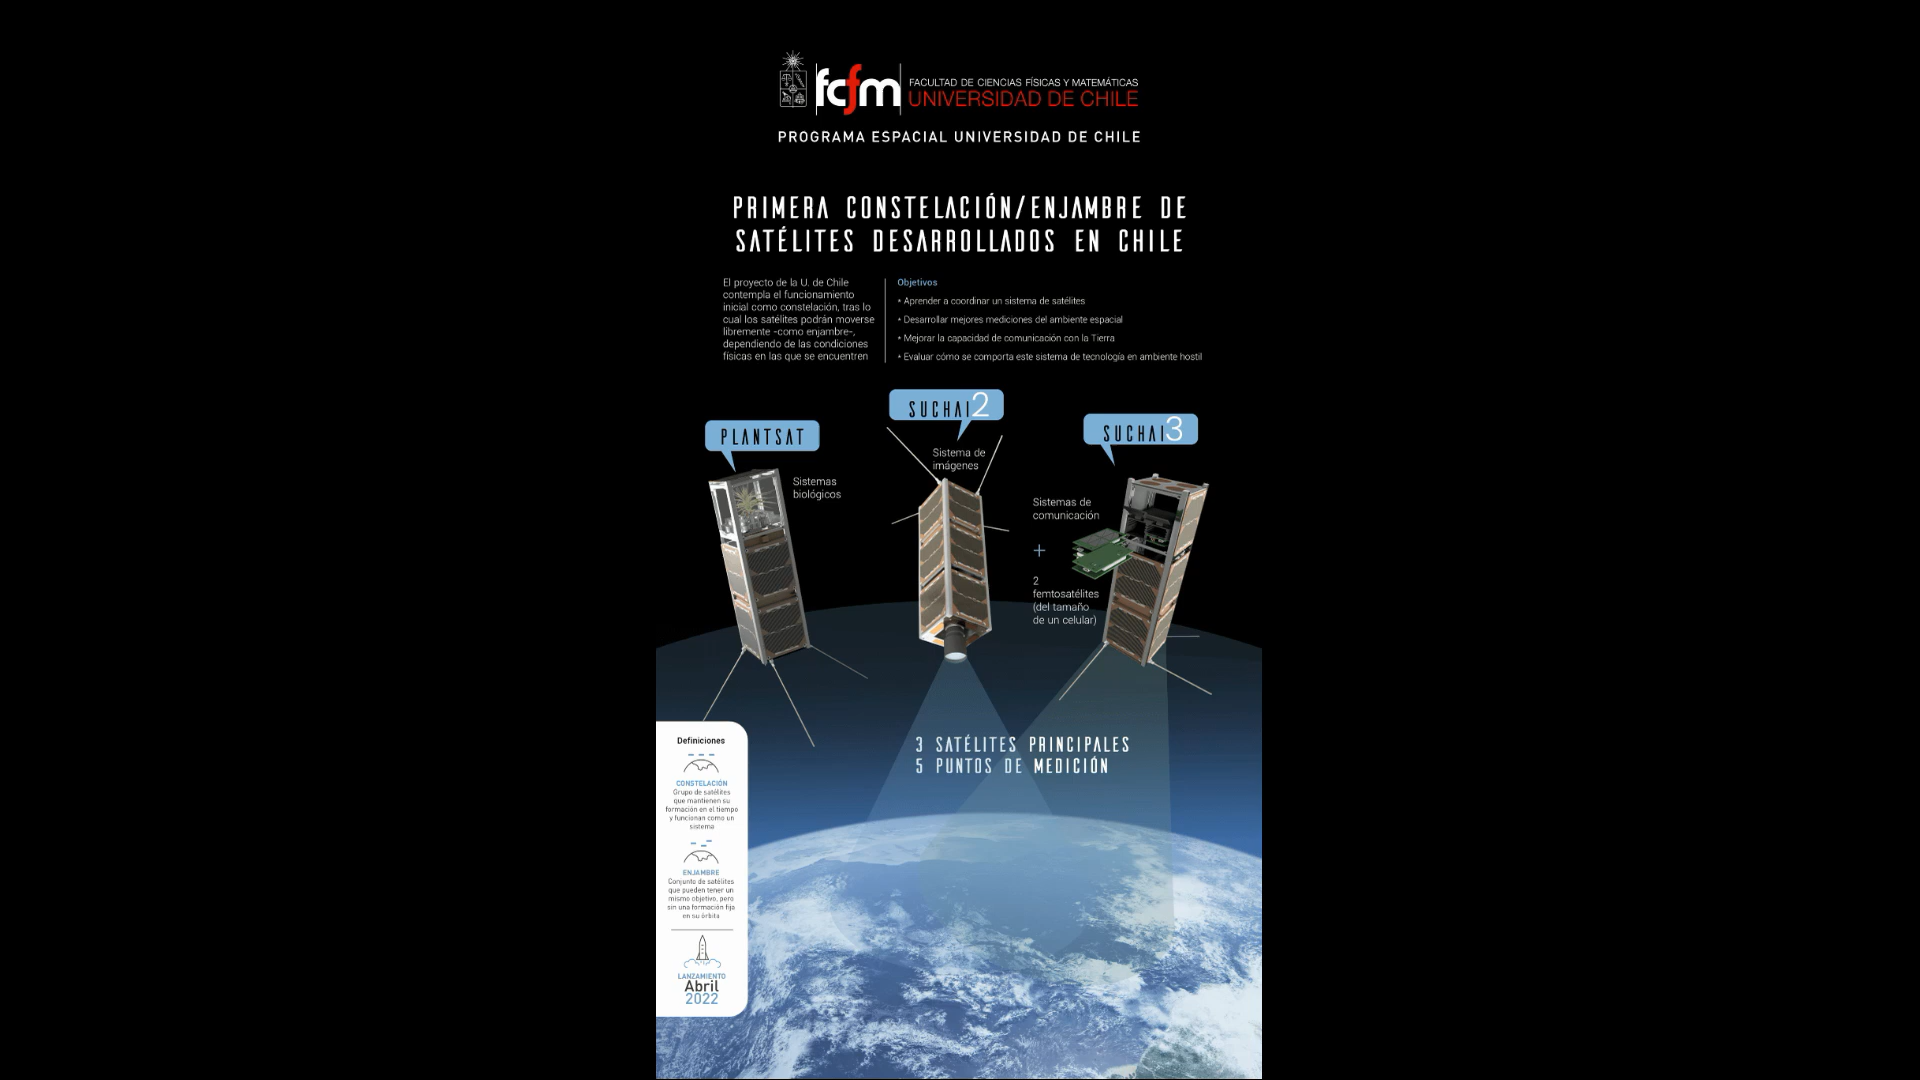 fcfm
FACULTAD DE CIENCIAS FÍSICAS Y MATEMÁTICAS
UNIVERSIDAD DE CHILE
PROGRAMA ESPACIAL UNIVERSIDAD DE CHILE
PRIMERA CONSTELACIÓN/ENJAMBRE DE
SATÉLITES DESARROLLADOS EN CHILE
El proyecto de la U. de Chile
contempla el funcionamiento
inicial como constelación, tras lo
cual los satélites podrán moverse
libremente -como enjambre-,
dependiendo de las condiciones
físicas en las que se encuentren
Objetivos
* Aprender a coordinar un sistema de satélites
* Desarrollar mejores mediciones del ambiente espacial
* Mejorar la capacidad de comunicación con la Tierra
* Evaluar cómo se comporta este sistema de tecnología en ambiente hostil
PLANTSAT
Sistemas
biológicos
SUCHAI2
Sistema de
imágenes
SUCHAI3
Sistemas de
comunicación
+
2
femtosatélites
(del tamaño
de un celular)
3 SATÉLITES PRINCIPALES
5 PUNTOS DE MEDICIÓN
Definiciones
CONSTELACIÓN
Grupo de satélites
que mantienen su
formación en el tiempo
y funcionan como un
sistema
ENJAMBRE
Conjunto de satélites
que pueden tener un
mismo objetivo, pero
sin una formación fija
en su órbita
LANZAMIENTO
Abril
2022